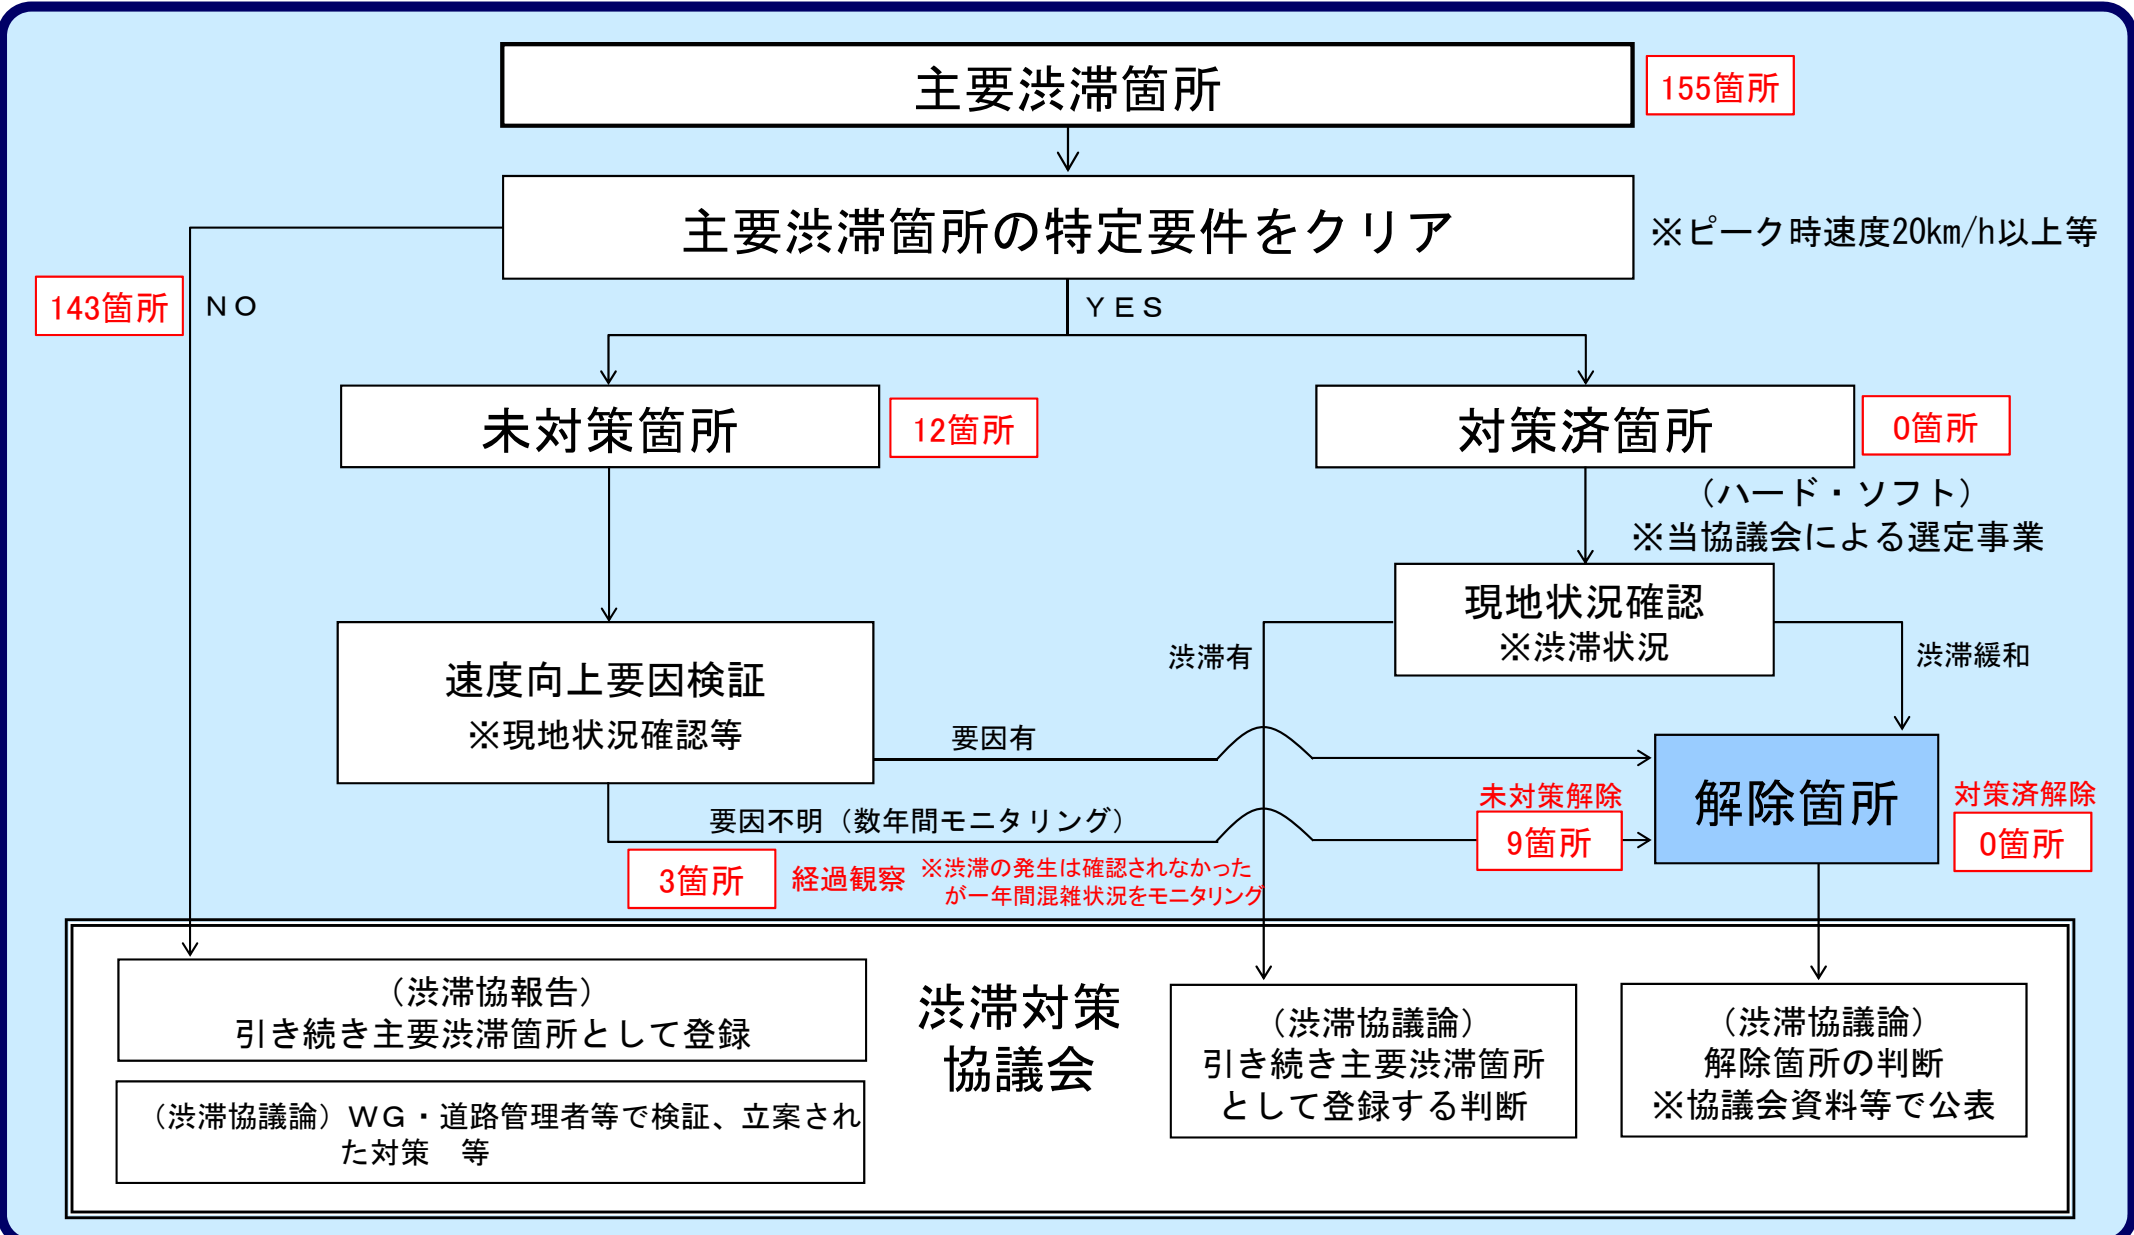 主要渋滞箇所
155箇所
主要渋滞箇所の特定要件をクリア
※ピーク時速度20km/h以上等
143箇所
ＮＯ
ＹＥＳ
未対策箇所
12箇所
対策済箇所
0箇所
（ハード・ソフト）
※当協議会による選定事業
現地状況確認
※渋滞状況
渋滞有
渋滞緩和
速度向上要因検証
※現地状況確認等
要因有
要因不明（数年間モニタリング）
未対策解除
9箇所
解除箇所
対策済解除
0箇所
3箇所
経過観察
※渋滞の発生は確認されなかった
が一年間混雑状況をモニタリング
（渋滞協報告）
引き続き主要渋滞箇所として登録
（渋滞協議論）ＷＧ・道路管理者等で検証、立案され
た対策　等
渋滞対策
協議会
（渋滞協議論）
引き続き主要渋滞箇所
として登録する判断
（渋滞協議論）
解除箇所の判断
※協議会資料等で公表